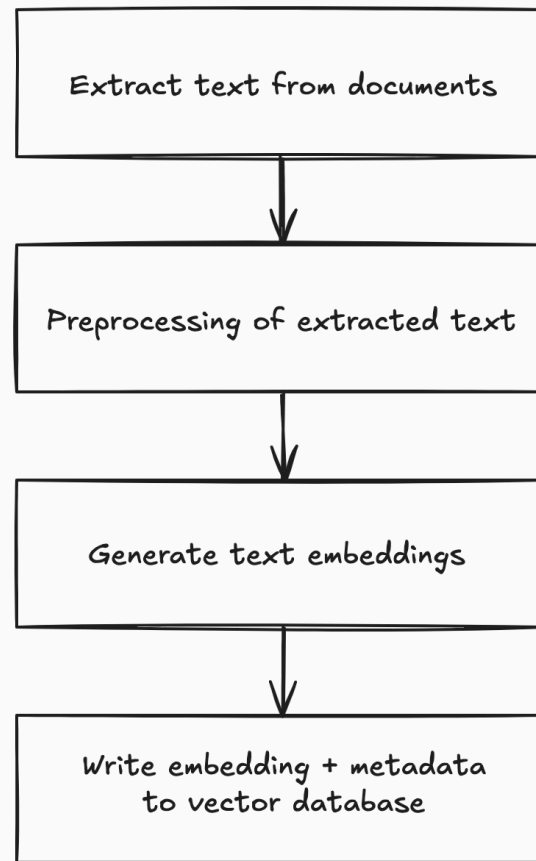 Extract text from documents
Preprocessing of extracted text
Generate text embeddings
Write embedding + metadata
to vector database